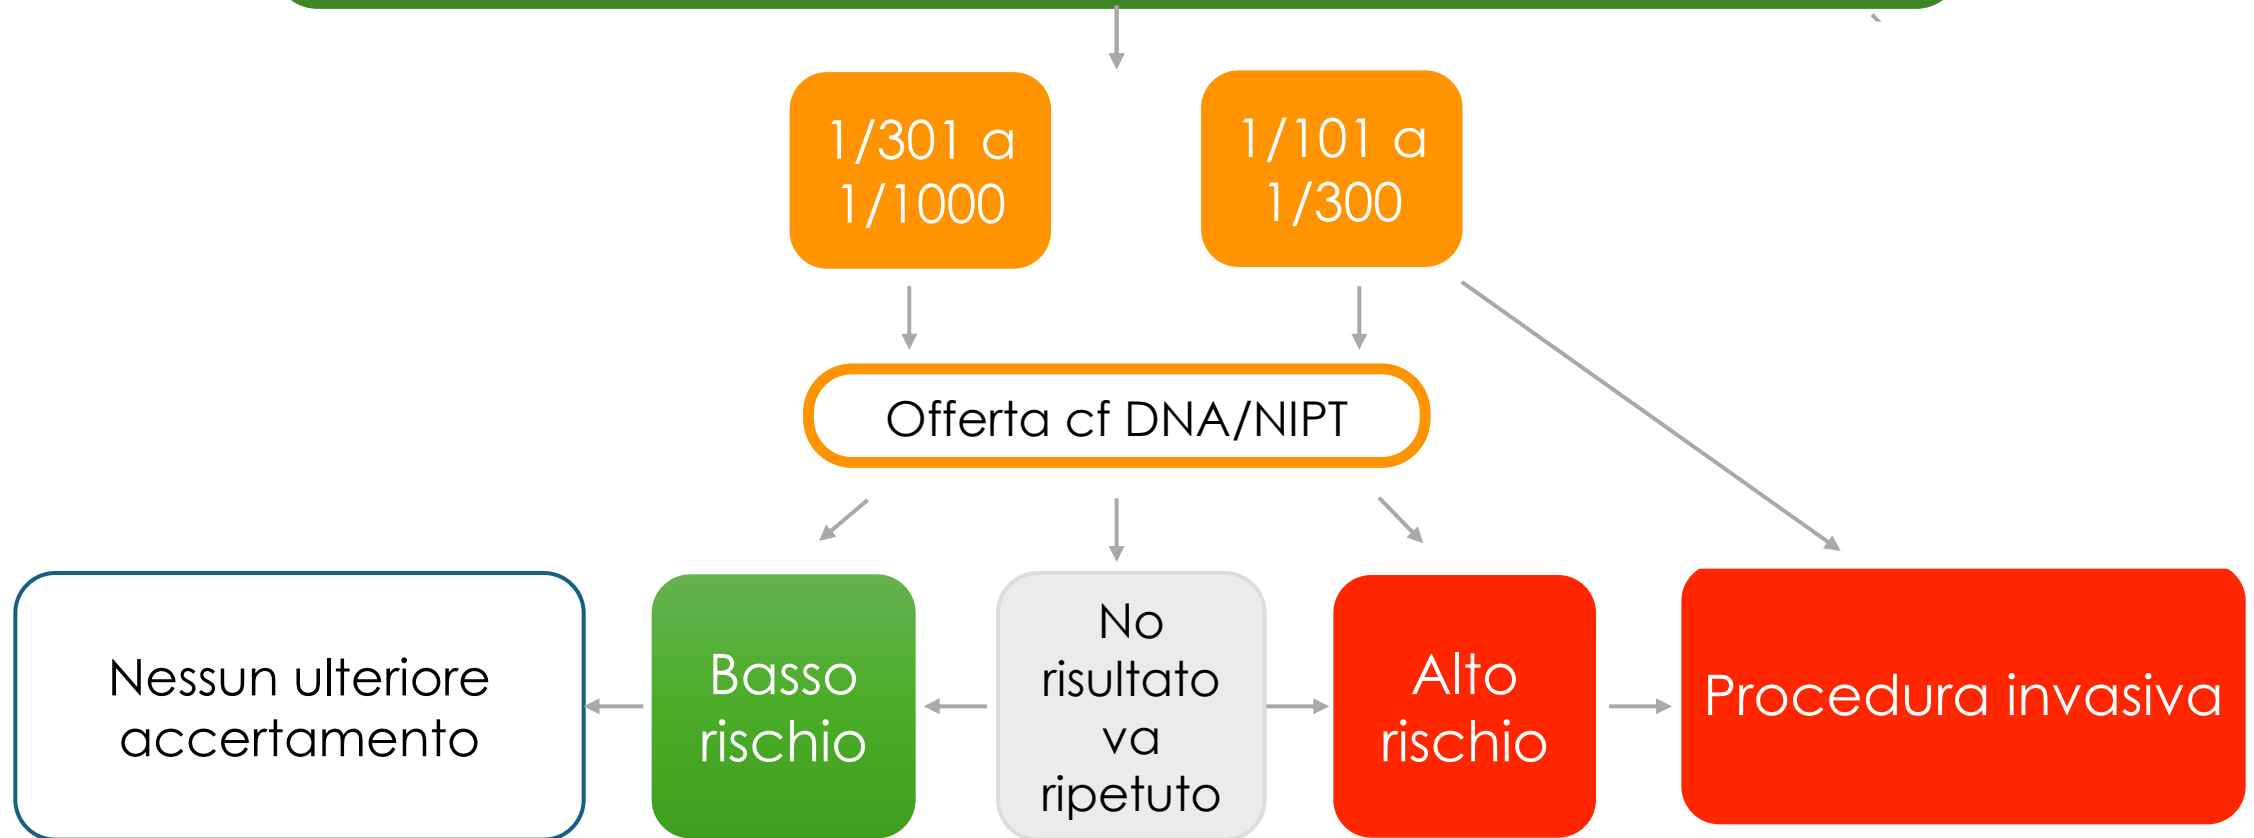 1/301 a
1/1000
1/101 a
1/300
Offerta cf DNA/NIPT
Nessun ulteriore
accertamento
Basso
rischio
No
risultato
va
ripetuto
Alto
rischio
Procedura invasiva